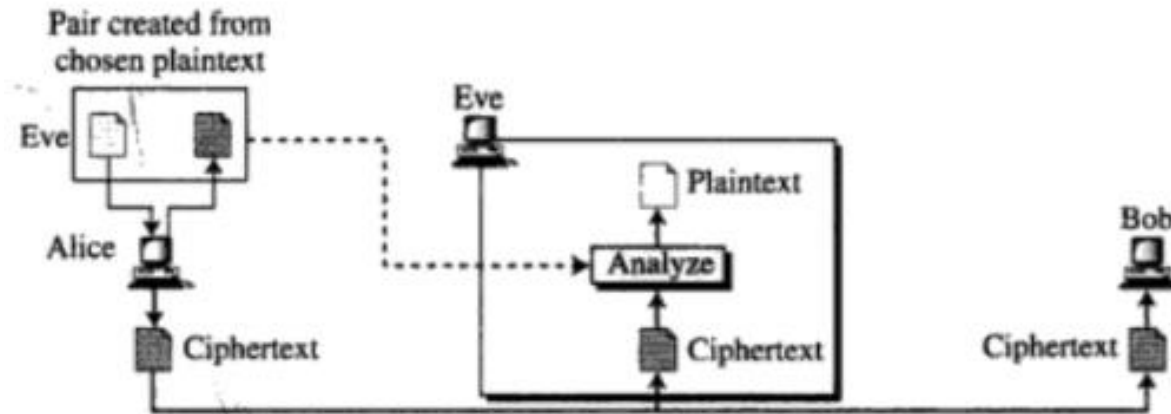 Pair created from
chosen plaintext
Eve
Eve
Plaintext
Bob
Alice
Analyze
Ciphertext
Ciphertext
Ciphertext